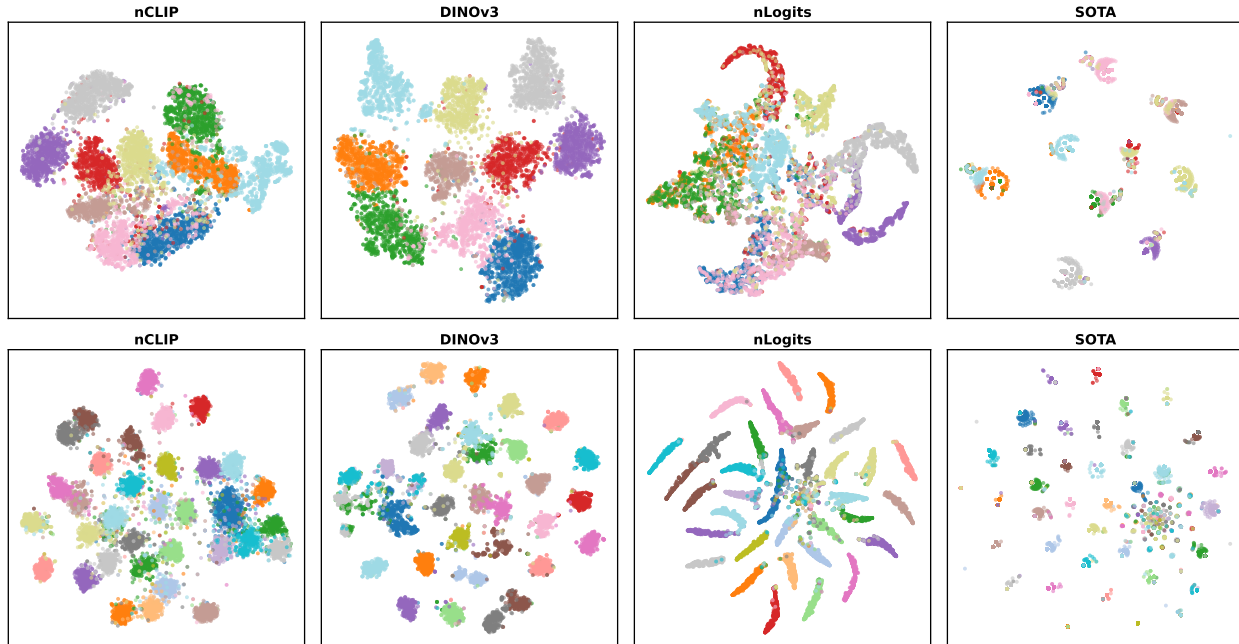 nCLIP
DINOv3
nLogits
SOTA
nCLIP
DINOv3
nLogits
SOTA